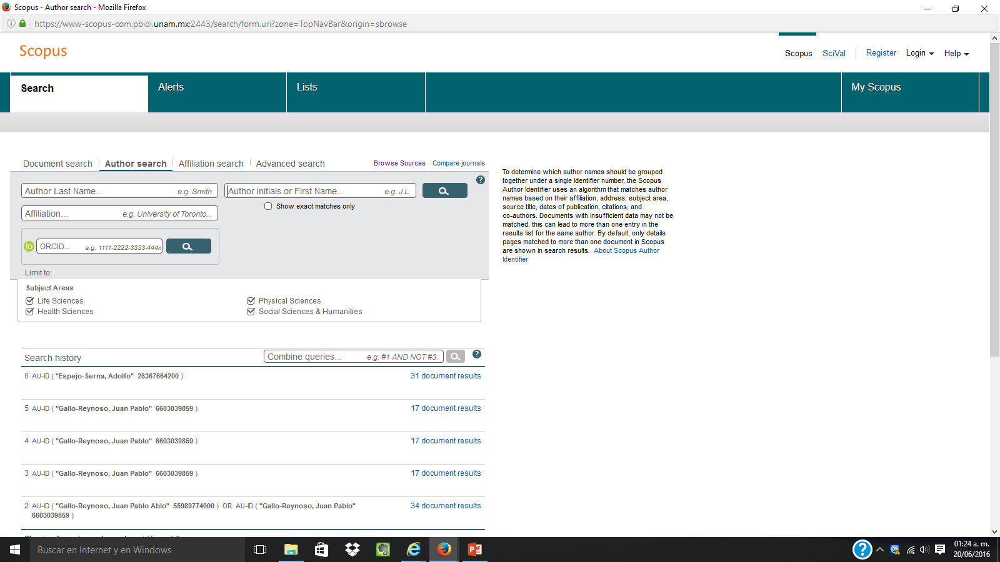 Scopus - Author search - Mozilla Firefox
https://www-scopus-com.pbidi.unam.mx:2443/search/form.uri?zone=TopNavBar&origin=sbrowse
Scopus
Scopus SciVal Register Login Help
Search Alerts Lists My Scopus
Document search Author search Affiliation search Advanced search Browse Sources Compare journals
Author Last Name... e.g. Smith Author Initials or First Name... e.g. J.L.
Show exact matches only
Affiliation... e.g. University of Toronto...
iD ORCID... e.g. 1111-2222-3333-444x
Limit to:
Subject Areas
Life Sciences Physical Sciences
Health Sciences Social Sciences & Humanities
To determine which author names should be grouped
together under a single identifier number, the Scopus
Author Identifier uses an algorithm that matches author
names based on their affiliation, address, subject area,
source title, dates of publication, citations, and
co-authors. Documents with insufficient data may not be
matched, this can lead to more than one entry in the
results list for the same author. By default, only details
pages matched to more than one document in Scopus
are shown in search results. About Scopus Author
Identifier
Search history Combine queries... e.g. #1 AND NOT #3.
6 AU-ID ( "Espejo-Serna, Adolfo" 28367664200 ) 31 document results
5 AU-ID ( "Gallo-Reynoso, Juan Pablo" 6603039859 ) 17 document results
4 AU-ID ( "Gallo-Reynoso, Juan Pablo" 6603039859 ) 17 document results
3 AU-ID ( "Gallo-Reynoso, Juan Pablo" 6603039859 ) 17 document results
2 AU-ID ( "Gallo-Reynoso, Juan Pablo Ablo" 55989774000 ) OR AU-ID ( "Gallo-Reynoso, Juan Pablo" 34 document results
6603039859 )
Buscar en Internet y en Windows
01:24 a. m.
20/06/2016